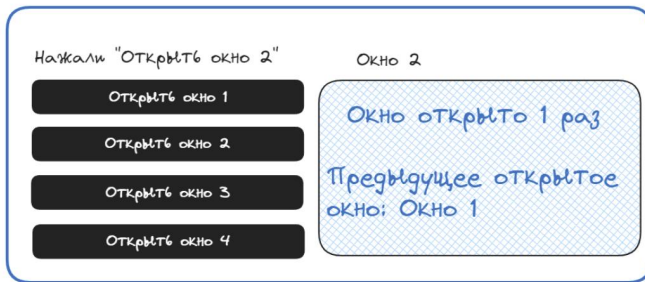 Нажали "Открыть окно 2"
Открыть окно 1
Открыть окно 2
Открыть окно 3
Открыть окно 4
Окно 2
Окно открыто 1 раз
Предыдущее открытое
окно: Окно 1